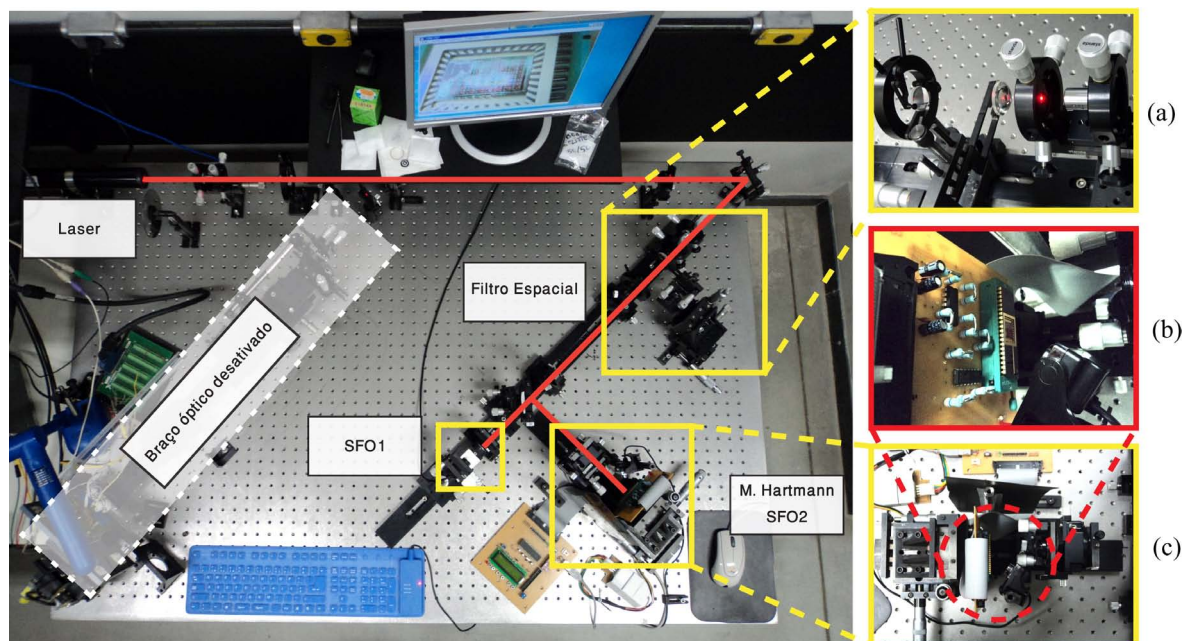 Laser
Braço óptico desativado
Filtro Espacial
SFO1
M. Hartmann
SFO2
(a)
(b)
(c)